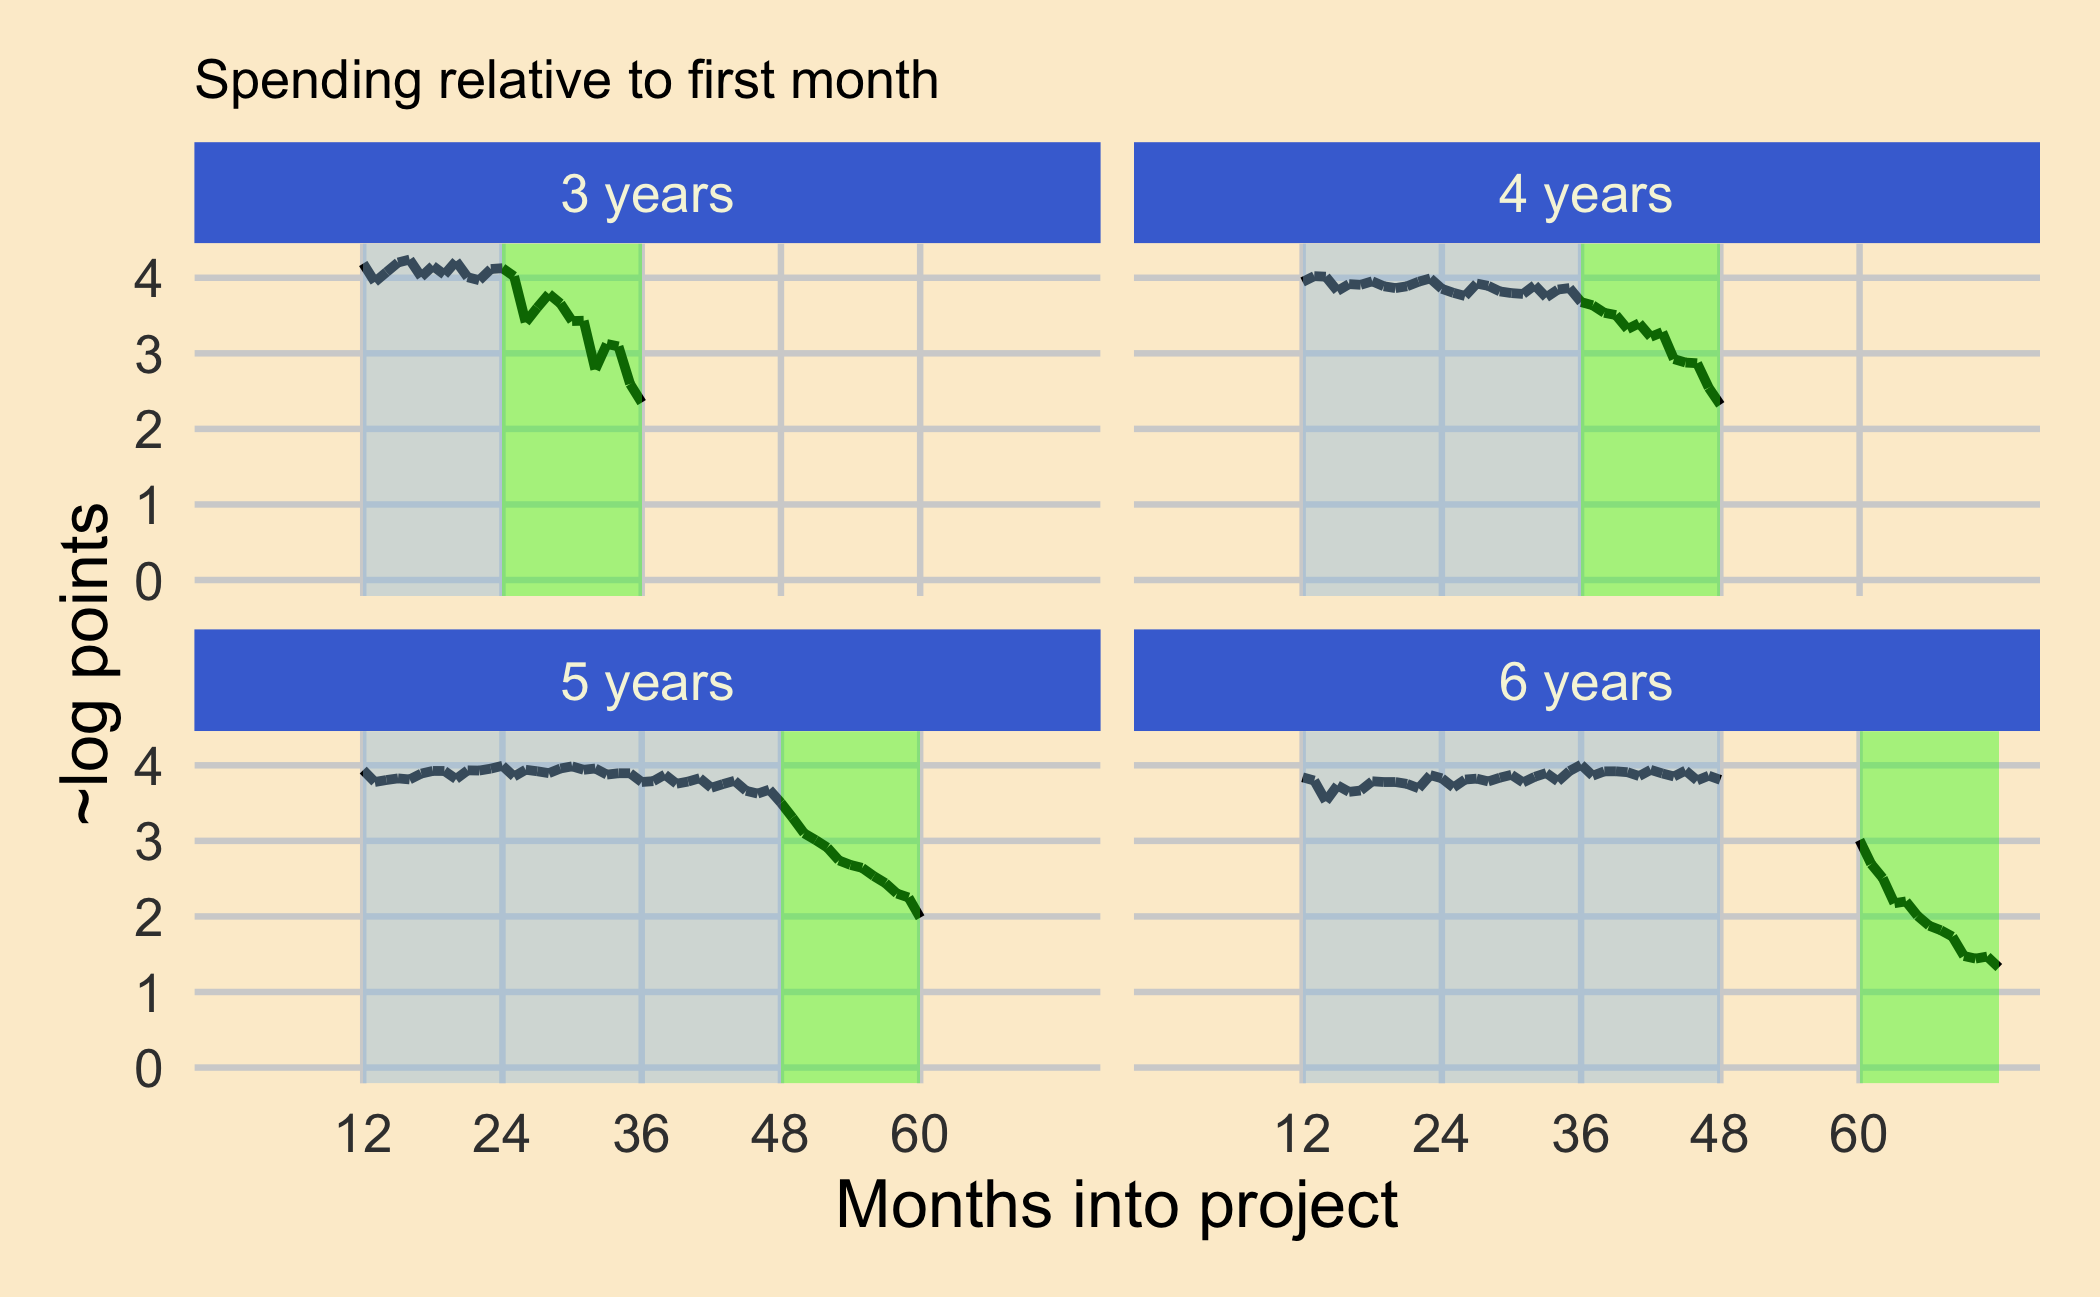 Spending relative to first month
3 years
4 years
4
3
2
1
0
~log points
5 years
6 years
4
3
2
1
0
12 24 36 48 60 12 24 36 48 60
Months into project